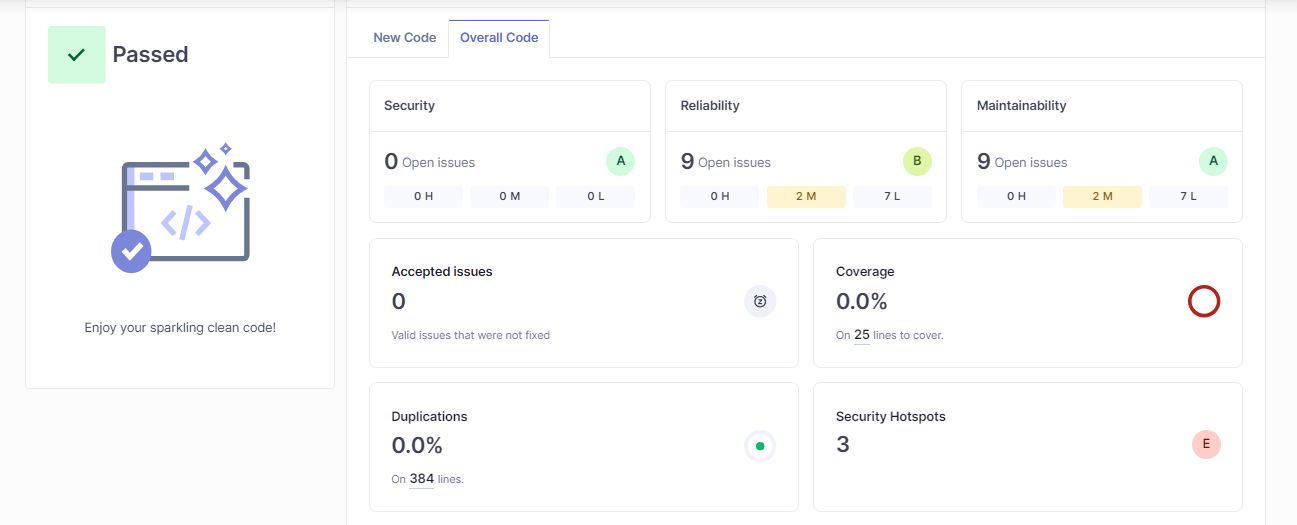 Passed
Enjoy your sparkling clean code!
New Code
Overall Code
Security
0 Open issues
A
0 H
0 M
0 L
Reliability
9 Open issues
B
0 H
2 M
7 L
Maintainability
9 Open issues
A
0 H
2 M
7 L
Accepted issues
0
Valid issues that were not fixed
Coverage
0.0%
On 25 lines to cover.
Duplications
0.0%
On 384 lines.
Security Hotspots
3
E